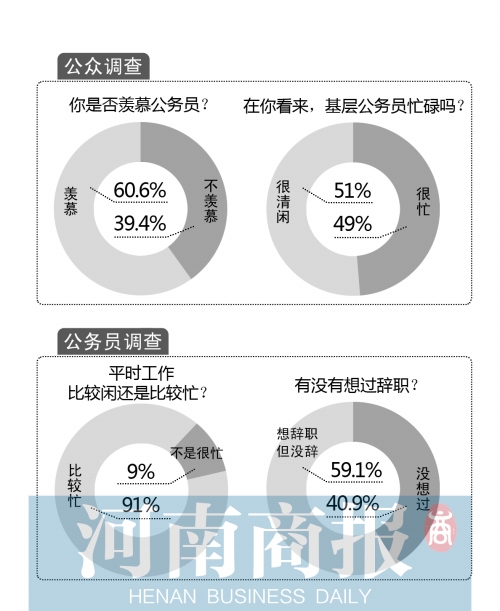 公众调查
你是否羡慕公务员？
羡慕
60.6%
39.4%
不羡慕
在你看来，基层公务员忙碌吗？
很清闲
51%
49%
很忙
公务员调查
平时工作
比较闲还是比较忙？
比较忙
9%
91%
不是很忙
有没有想过辞职？
想辞职
但没辞
59.1%
40.9%
没想过
河南商报
商
HENAN BUSINESS DAILY